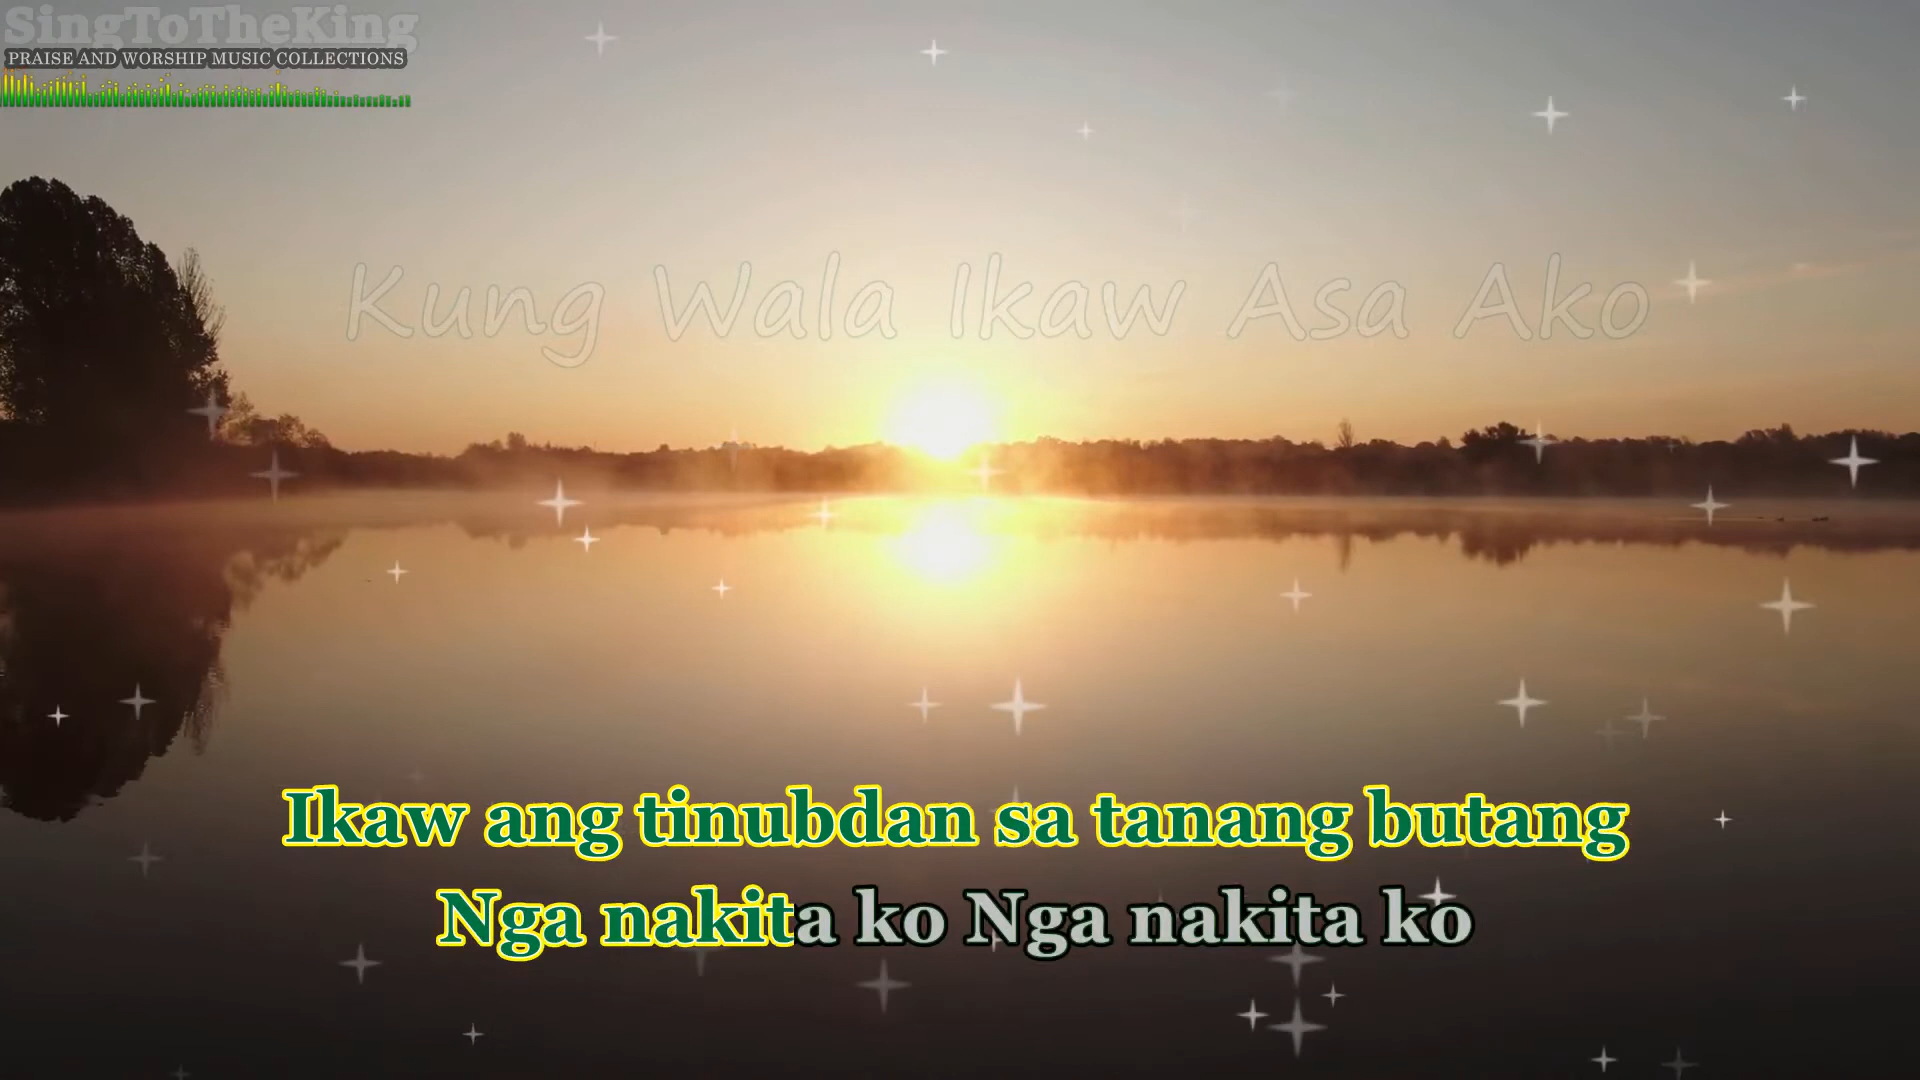 SingToTheKing
PRAISE AND WORSHIP MUSIC COLLECTIONS
Kung Wala Ikaw Asa Ako
Ikaw ang tinubdan sa tanang butang
Nga nakita ko Nga nakita ko